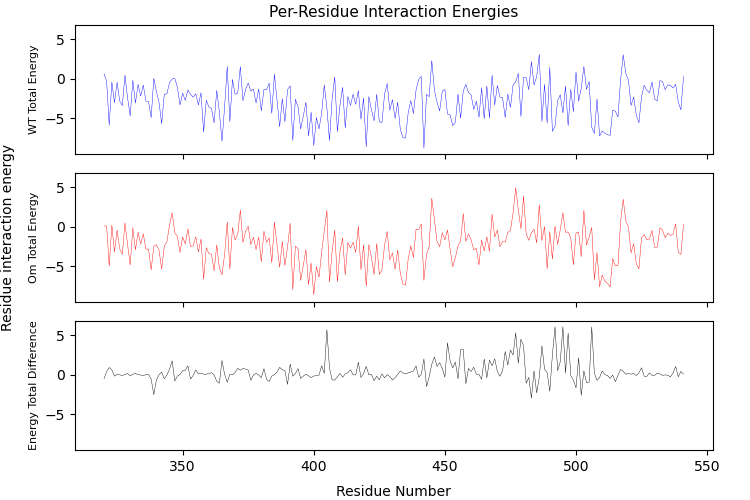 Per-Residue Interaction Energies
Residue interaction energy
WT Total Energy
5
0
−5
Om Total Energy
5
0
−5
Energy Total Difference
5
0
−5
350 400 450 500 550
Residue Number